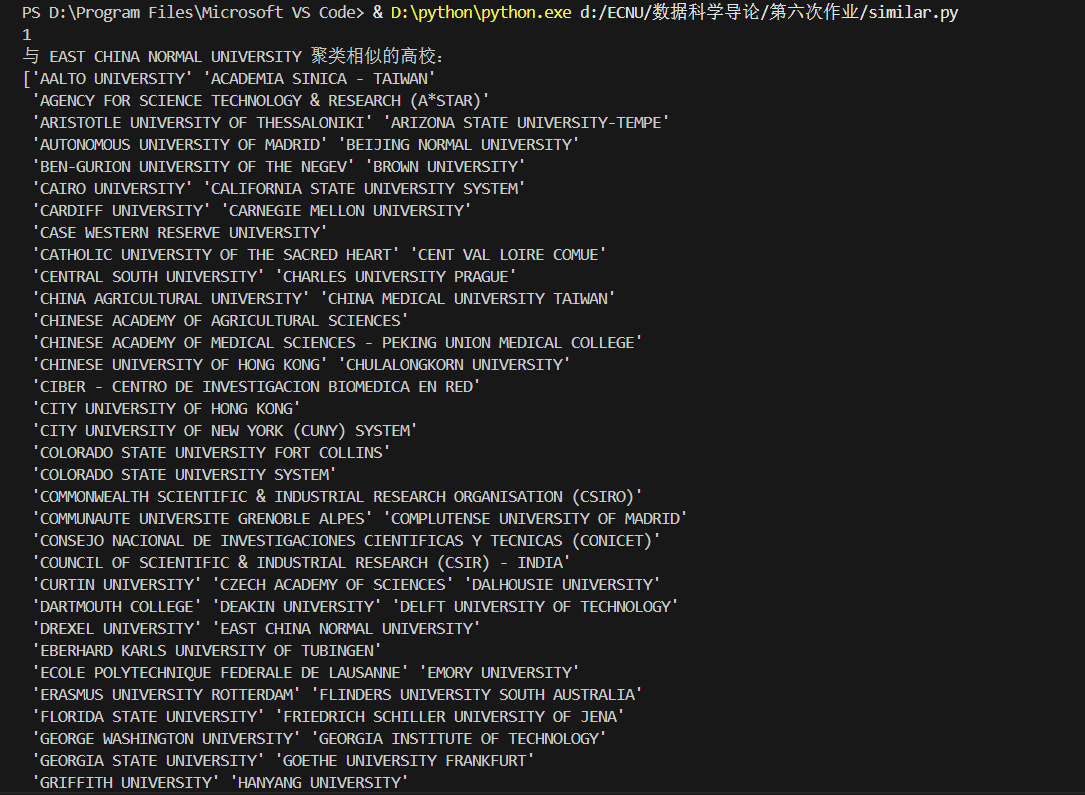 PS D:\Program Files\Microsoft VS Code> & D:\python\python.exe d:/ECNU/数据科学导论/第六次作业/similar.py
1
与 EAST CHINA NORMAL UNIVERSITY 聚类相似的高校：
['AALTO UNIVERSITY' 'ACADEMIA SINICA - TAIWAN'
 'AGENCY FOR SCIENCE TECHNOLOGY & RESEARCH (A*STAR)'
 'ARISTOTLE UNIVERSITY OF THESSALONIKI' 'ARIZONA STATE UNIVERSITY-TEMPE'
 'AUTONOMOUS UNIVERSITY OF MADRID' 'BEIJING NORMAL UNIVERSITY'
 'BEN-GURION UNIVERSITY OF THE NEGEV' 'BROWN UNIVERSITY'
 'CAIRO UNIVERSITY' 'CALIFORNIA STATE UNIVERSITY SYSTEM'
 'CARDIFF UNIVERSITY' 'CARNEGIE MELLON UNIVERSITY'
 'CASE WESTERN RESERVE UNIVERSITY'
 'CATHOLIC UNIVERSITY OF THE SACRED HEART' 'CENT VAL LOIRE COMUE'
 'CENTRAL SOUTH UNIVERSITY' 'CHARLES UNIVERSITY PRAGUE'
 'CHINA AGRICULTURAL UNIVERSITY' 'CHINA MEDICAL UNIVERSITY TAIWAN'
 'CHINESE ACADEMY OF AGRICULTURAL SCIENCES'
 'CHINESE ACADEMY OF MEDICAL SCIENCES - PEKING UNION MEDICAL COLLEGE'
 'CHINESE UNIVERSITY OF HONG KONG' 'CHULALONGKORN UNIVERSITY'
 'CIBER - CENTRO DE INVESTIGACION BIOMEDICA EN RED'
 'CITY UNIVERSITY OF HONG KONG'
 'CITY UNIVERSITY OF NEW YORK (CUNY) SYSTEM'
 'COLORADO STATE UNIVERSITY FORT COLLINS'
 'COLORADO STATE UNIVERSITY SYSTEM'
 'COMMONWEALTH SCIENTIFIC & INDUSTRIAL RESEARCH ORGANISATION (CSIRO)'
 'COMMUNAUTE UNIVERSITE GRENOBLE ALPES' 'COMPLUTENSE UNIVERSITY OF MADRID'
 'CONSEJO NACIONAL DE INVESTIGACIONES CIENTIFICAS Y TECNICAS (CONICET)'
 'COUNCIL OF SCIENTIFIC & INDUSTRIAL RESEARCH (CSIR) - INDIA'
 'CURTIN UNIVERSITY' 'CZECH ACADEMY OF SCIENCES' 'DALHOUSIE UNIVERSITY'
 'DARTMOUTH COLLEGE' 'DEAKIN UNIVERSITY' 'DELFT UNIVERSITY OF TECHNOLOGY'
 'DREXEL UNIVERSITY' 'EAST CHINA NORMAL UNIVERSITY'
 'EBERHARD KARLS UNIVERSITY OF TUBINGEN'
 'ECOLE POLYTECHNIQUE FEDERALE DE LAUSANNE' 'EMORY UNIVERSITY'
 'ERASMUS UNIVERSITY ROTTERDAM' 'FLINDERS UNIVERSITY SOUTH AUSTRALIA'
 'FLORIDA STATE UNIVERSITY' 'FRIEDRICH SCHILLER UNIVERSITY OF JENA'
 'GEORGE WASHINGTON UNIVERSITY' 'GEORGIA INSTITUTE OF TECHNOLOGY'
 'GEORGIA STATE UNIVERSITY' 'GOETHE UNIVERSITY FRANKFURT'
 'GRIFFITH UNIVERSITY' 'HANYANG UNIVERSITY'